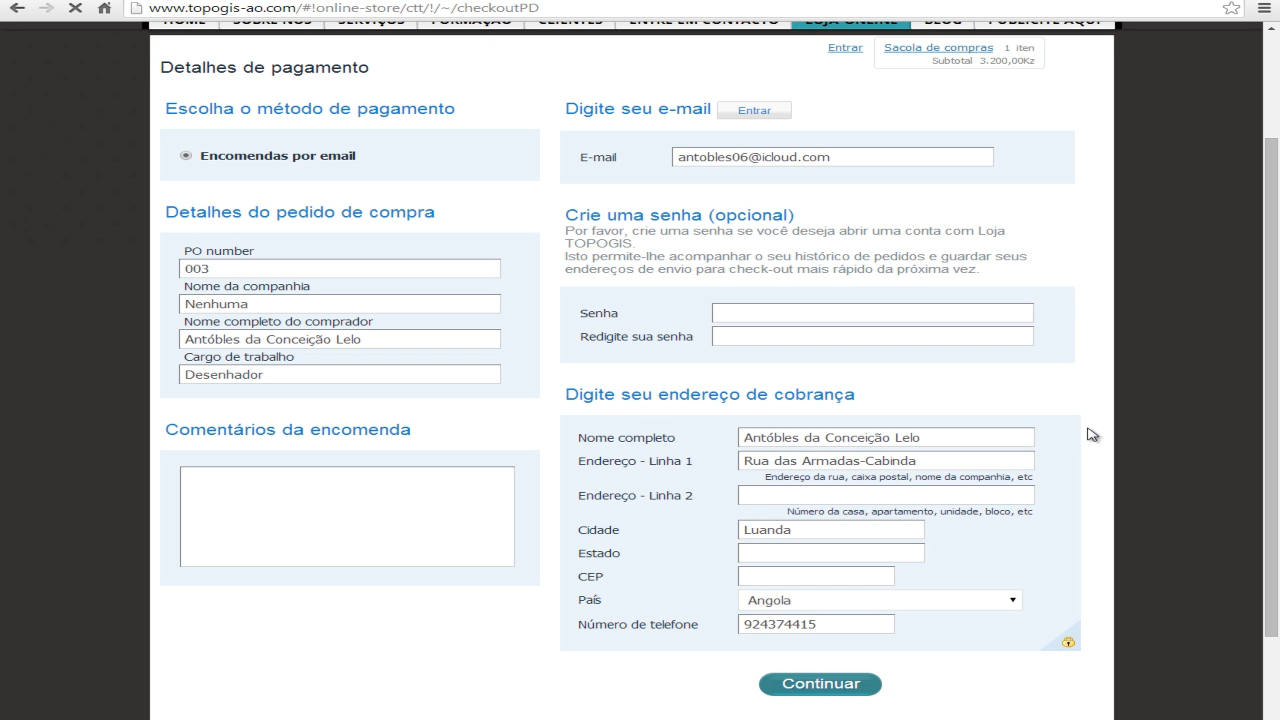 www.topogis-ao.com/#!online-store/ctt/!/~/checkoutPD
HOME SOBRE NÓS SERVIÇOS FORMAÇÃO CLIENTES ENTRE EM CONTACTO LOJA ONLINE BLOG PUBLICITE AQUI
Entrar
Sacola de compras 1 iten
Subtotal 3.200,00Kz
Detalhes de pagamento
Escolha o método de pagamento
Encomendas por email
Detalhes do pedido de compra
PO number
003
Nome da companhia
Nenhuma
Nome completo do comprador
Antóbles da Conceição Lelo
Cargo de trabalho
Desenhador
Comentários da encomenda
Digite seu e-mail Entrar
E-mail antobles06@icloud.com
Crie uma senha (opcional)
Por favor, crie uma senha se você deseja abrir uma conta com Loja
TOPOGIS.
Isto permite-lhe acompanhar o seu histórico de pedidos e guardar seus
endereços de envio para check-out mais rápido da próxima vez.
Senha
Redigite sua senha
Digite seu endereço de cobrança
Nome completo Antóbles da Conceição Lelo
Endereço - Linha 1 Rua das Armadas-Cabinda
Endereço da rua, caixa postal, nome da companhia, etc
Endereço - Linha 2
Número da casa, apartamento, unidade, bloco, etc
Cidade Luanda
Estado
CEP
País Angola
Número de telefone 924374415
Continuar